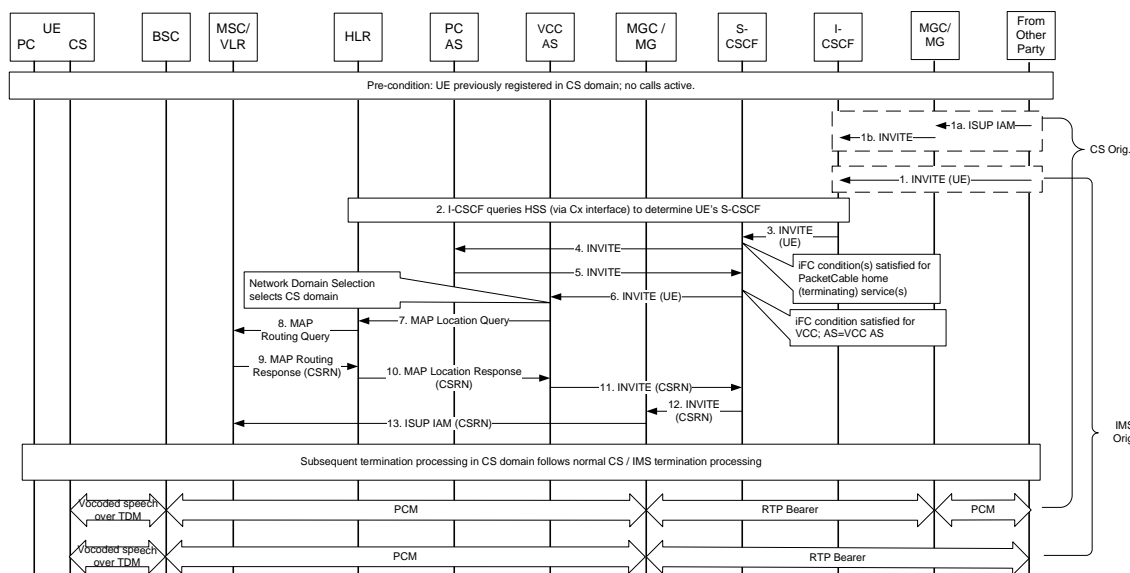 UE
PC CS
BSC
MSC/
VLR
HLR
PC
AS
VCC
AS
MGC /
MG
S-
CSCF
I-
CSCF
MGC/
MG
From
Other
Party
Pre-condition: UE previously registered in CS domain; no calls active.
1a. ISUP IAM
1b. INVITE
CS Orig.
1. INVITE (UE)
2. I-CSCF queries HSS (via Cx interface) to determine UE's S-CSCF
3. INVITE
(UE)
4. INVITE
iFC condition(s) satisfied for
PacketCable home
(terminating) service(s)
5. INVITE
Network Domain Selection
selects CS domain
6. INVITE (UE)
iFC condition satisfied for
VCC; AS=VCC AS
7. MAP Location Query
8. MAP
Routing Query
9. MAP Routing
Response (CSRN)
10. MAP Location Response
(CSRN)
11. INVITE (CSRN)
12. INVITE
(CSRN)
13. ISUP IAM (CSRN)
IMS
Orig
Subsequent termination processing in CS domain follows normal CS / IMS termination processing
Vocoded speech
over TDM
PCM
RTP Bearer
PCM
Vocoded speech
over TDM
PCM
RTP Bearer